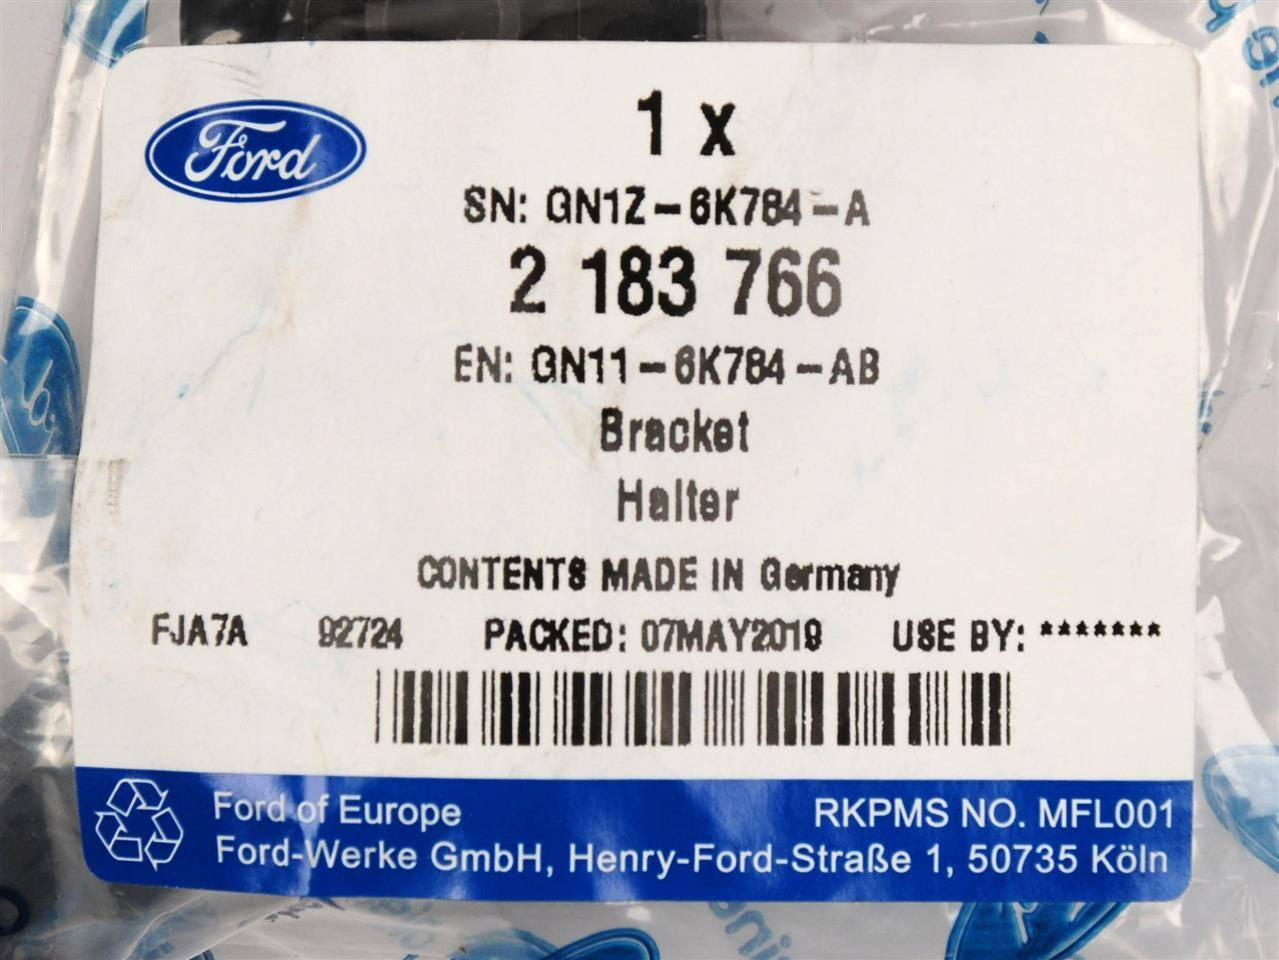 Ford
1 x
SN: GN1Z-6K784-A
2 183 766
EN: GN11-6K784-AB
Bracket
Halter
CONTENTS MADE IN Germany
FJA7A 92724 PACKED: 07MAY2019 USE BY: *******
Ford of Europe RKPMS NO. MFL001
Ford-Werke GmbH, Henry-Ford-Straße 1, 50735 Köln